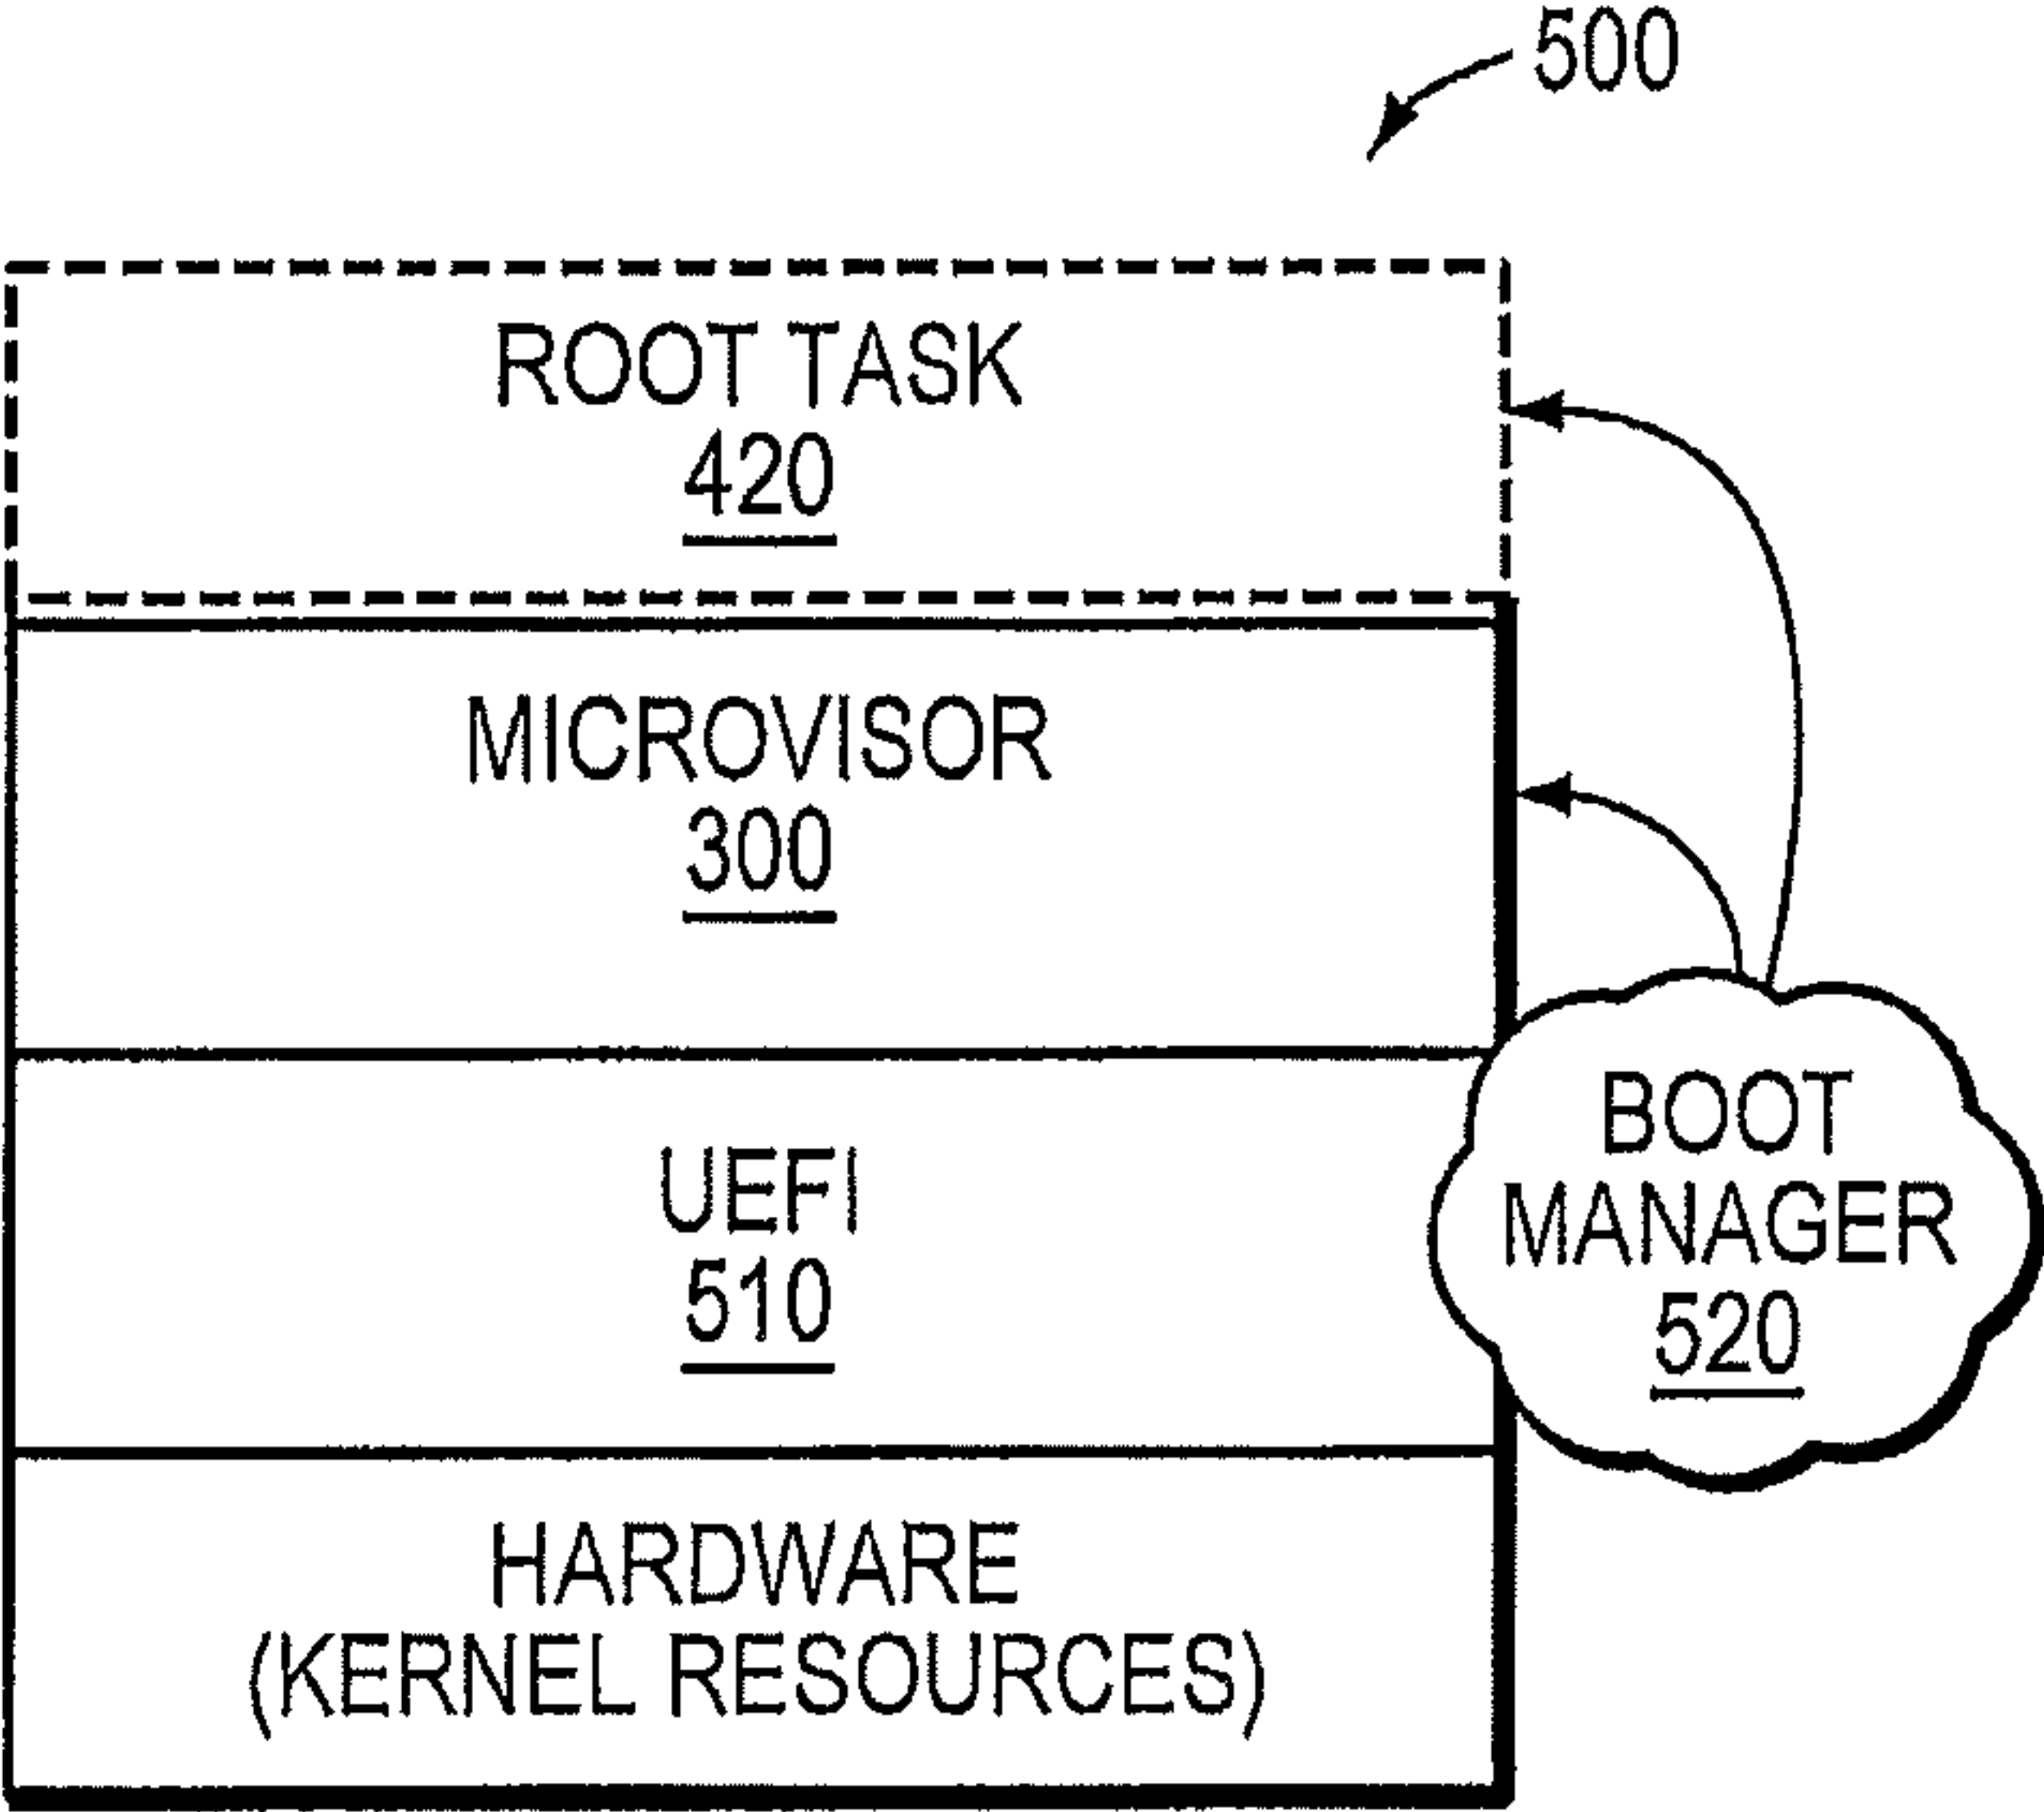 500
ROOT TASK
420
MICROVISOR
300
UEFI
510
BOOT
MANAGER
520
HARDWARE
(KERNEL RESOURCES)